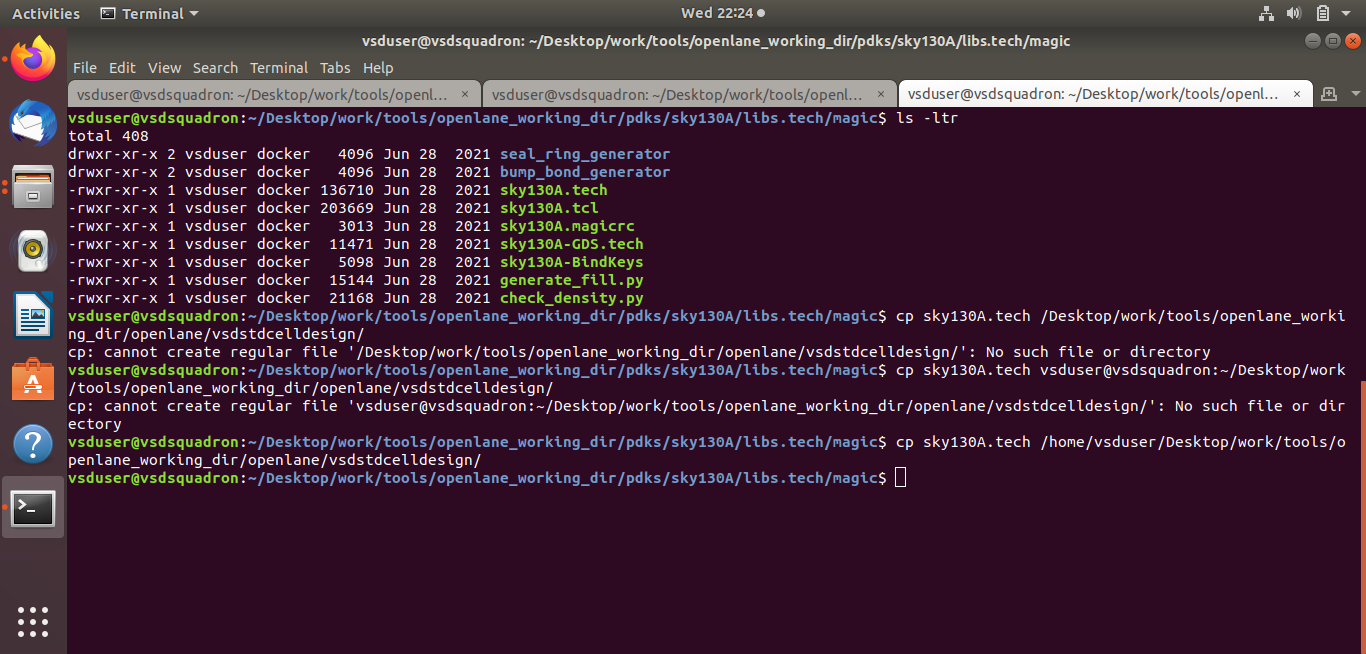 Activities Terminal Wed 22:24
vsduser@vsdsquadron: ~/Desktop/work/tools/openlane_working_dir/pdks/sky130A/libs.tech/magic
File Edit View Search Terminal Tabs Help
vsduser@vsdsquadron: ~/Desktop/work/tools/openl... × vsduser@vsdsquadron: ~/Desktop/work/tools/openl... × vsduser@vsdsquadron: ~/Desktop/work/tools/openl... ×
vsduser@vsdsquadron:~/Desktop/work/tools/openlane_working_dir/pdks/sky130A/libs.tech/magic$ ls -ltr
total 408
drwxr-xr-x 2 vsduser docker   4096 Jun 28  2021 seal_ring_generator
drwxr-xr-x 2 vsduser docker   4096 Jun 28  2021 bump_bond_generator
-rwxr-xr-x 1 vsduser docker 136710 Jun 28  2021 sky130A.tech
-rwxr-xr-x 1 vsduser docker 203669 Jun 28  2021 sky130A.tcl
-rwxr-xr-x 1 vsduser docker   3013 Jun 28  2021 sky130A.magicrc
-rwxr-xr-x 1 vsduser docker  11471 Jun 28  2021 sky130A-GDS.tech
-rwxr-xr-x 1 vsduser docker   5098 Jun 28  2021 sky130A-BindKeys
-rwxr-xr-x 1 vsduser docker  15144 Jun 28  2021 generate_fill.py
-rwxr-xr-x 1 vsduser docker  21168 Jun 28  2021 check_density.py
vsduser@vsdsquadron:~/Desktop/work/tools/openlane_working_dir/pdks/sky130A/libs.tech/magic$ cp sky130A.tech /Desktop/work/tools/openlane_worki
ng_dir/openlane/vsdstdcelldesign/
cp: cannot create regular file '/Desktop/work/tools/openlane_working_dir/openlane/vsdstdcelldesign/': No such file or directory
vsduser@vsdsquadron:~/Desktop/work/tools/openlane_working_dir/pdks/sky130A/libs.tech/magic$ cp sky130A.tech vsduser@vsdsquadron:~/Desktop/work
/tools/openlane_working_dir/openlane/vsdstdcelldesign/
cp: cannot create regular file 'vsduser@vsdsquadron:~/Desktop/work/tools/openlane_working_dir/openlane/vsdstdcelldesign/': No such file or dir
ectory
vsduser@vsdsquadron:~/Desktop/work/tools/openlane_working_dir/pdks/sky130A/libs.tech/magic$ cp sky130A.tech /home/vsduser/Desktop/work/tools/o
penlane_working_dir/openlane/vsdstdcelldesign/
vsduser@vsdsquadron:~/Desktop/work/tools/openlane_working_dir/pdks/sky130A/libs.tech/magic$